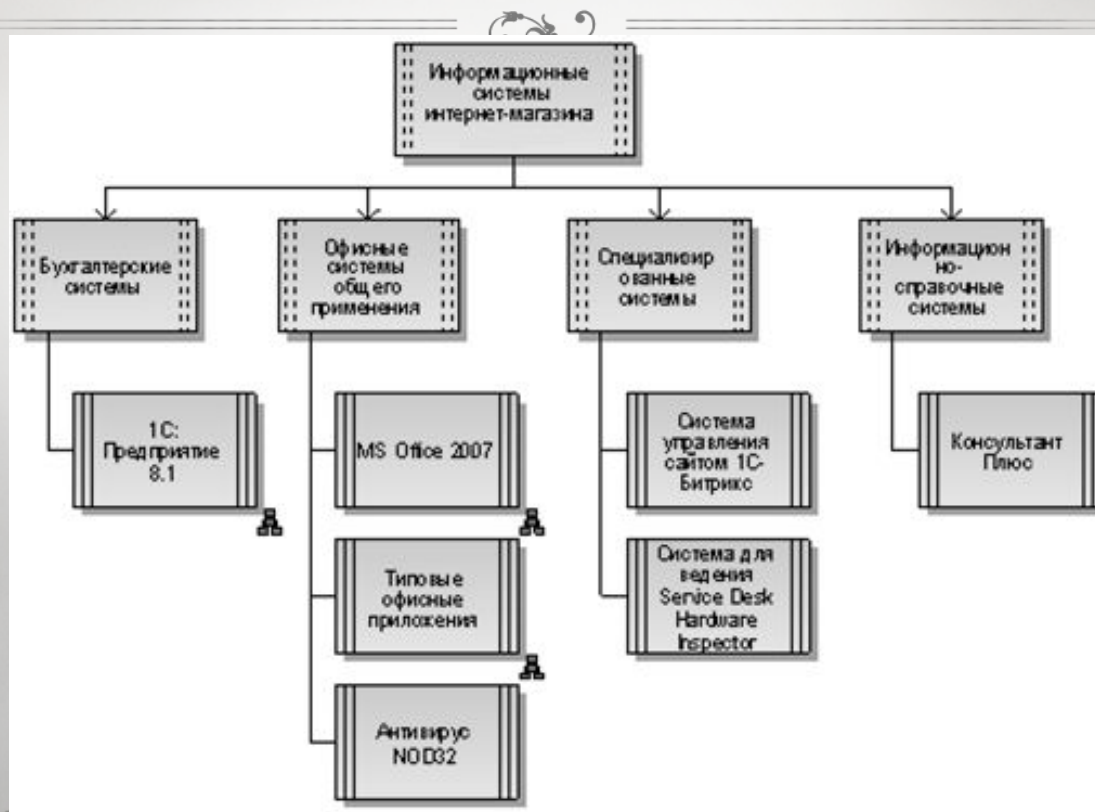 Информационные
системы
интернет-магазина
Бухгалтерские
системы
Офисные
системы
общего
применения
Специализир
ованные
системы
Информацион
но-
справочные
системы
1С:
Предприятие
8.1
MS Office 2007
Типовые
офисные
приложения
Антивирус
NOD32
Система
управления
сайтом 1С-
Битрикс
Система для
ведения
Service Desk
Hardware
Inspector
Консультант
Плюс